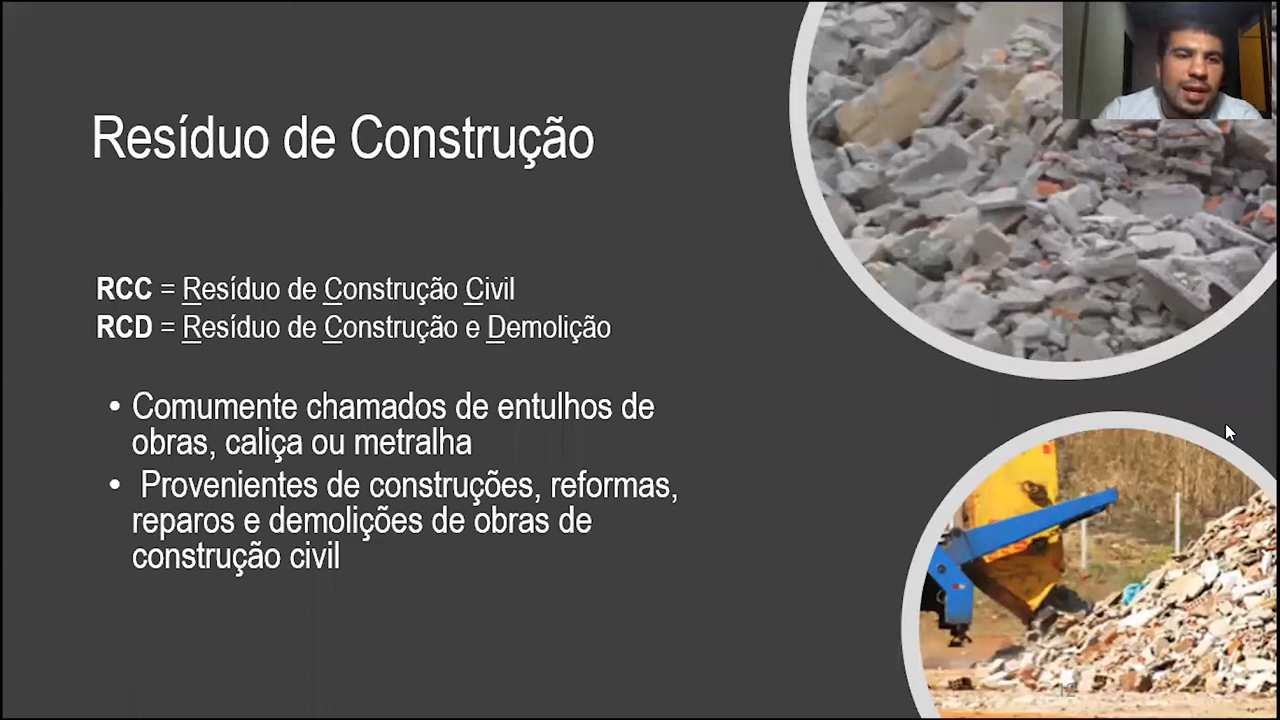 Resíduo de Construção
RCC = Resíduo de Construção Civil
RCD = Resíduo de Construção e Demolição
• Comumente chamados de entulhos de
obras, caliça ou metralha
• Provenientes de construções, reformas,
reparos e demolições de obras de
construção civil